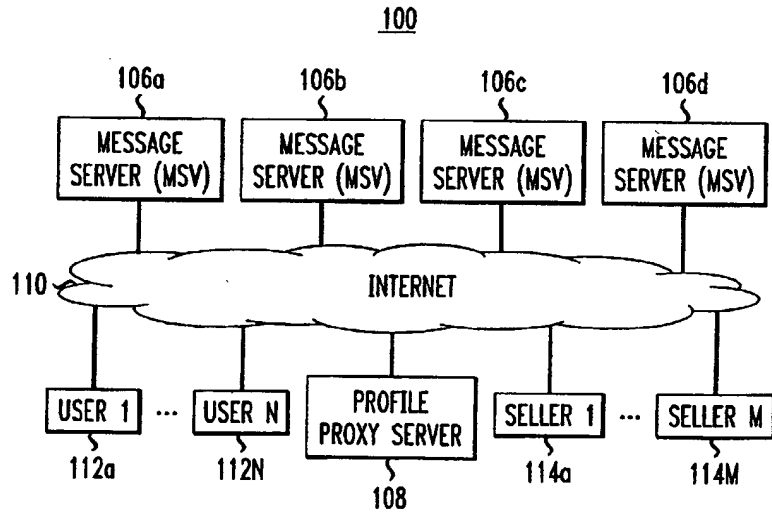 100
106a 106b 106c 106d
MESSAGE SERVER (MSV)
MESSAGE SERVER (MSV)
MESSAGE SERVER (MSV)
MESSAGE SERVER (MSV)
110
INTERNET
USER 1 ... USER N
PROFILE PROXY SERVER
SELLER 1 ... SELLER M
112a 112N 108 114a 114M